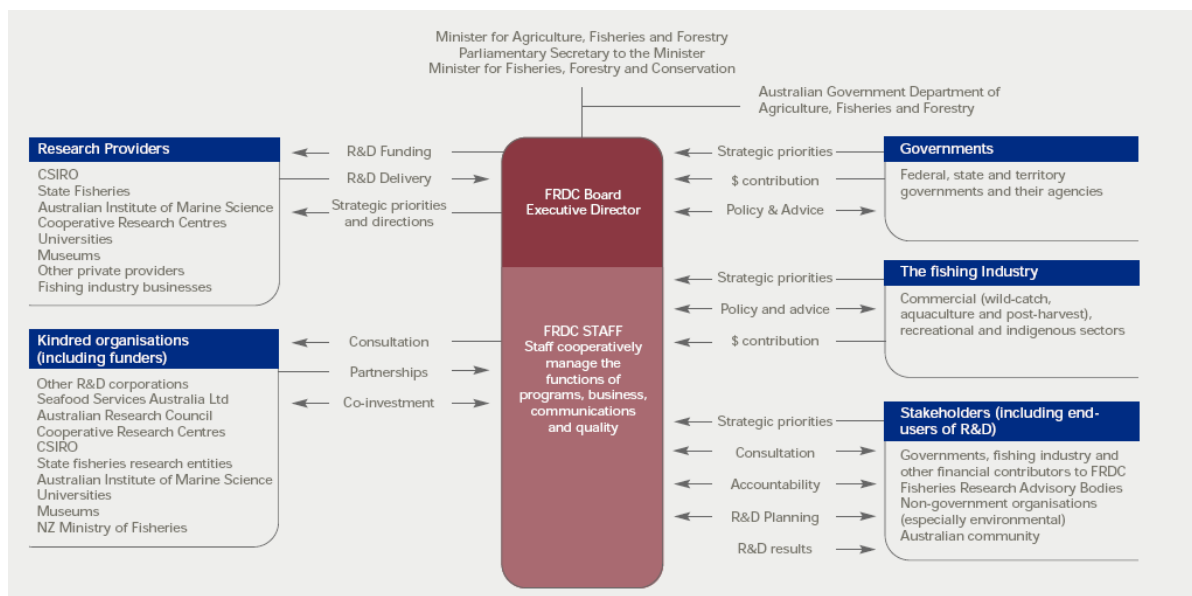 Minister for Agriculture, Fisheries and Forestry
Parliamentary Secretary to the Minister
Minister for Fisheries, Forestry and Conservation
Australian Government Department of
Agriculture, Fisheries and Forestry
Research Providers
CSIRO
State Fisheries
Australian Institute of Marine Science
Cooperative Research Centres
Universities
Museums
Other private providers
Fishing industry businesses
R&D Funding
R&D Delivery
Strategic priorities
and directions
Kindred organisations
(including funders)
Other R&D corporations
Seafood Services Australia Ltd
Australian Research Council
Cooperative Research Centres
CSIRO
State fisheries research entities
Australian Institute of Marine Science
Universities
Museums
NZ Ministry of Fisheries
Consultation
Partnerships
Co-investment
FRDC Board
Executive Director
FRDC STAFF
Staff cooperatively
manage the
functions of
programs, business,
communications
and quality
Strategic priorities
$ contribution
Policy & Advice
Governments
Federal, state and territory
governments and their agencies
Strategic priorities
Policy and advice
$ contribution
The fishing Industry
Commercial (wild-catch,
aquaculture and post-harvest),
recreational and indigenous sectors
Strategic priorities
Consultation
Accountability
R&D Planning
R&D results
Stakeholders (including end-
users of R&D)
Governments, fishing industry and
other financial contributors to FRDC
Fisheries Research Advisory Bodies
Non-government organisations
(especially environmental)
Australian community